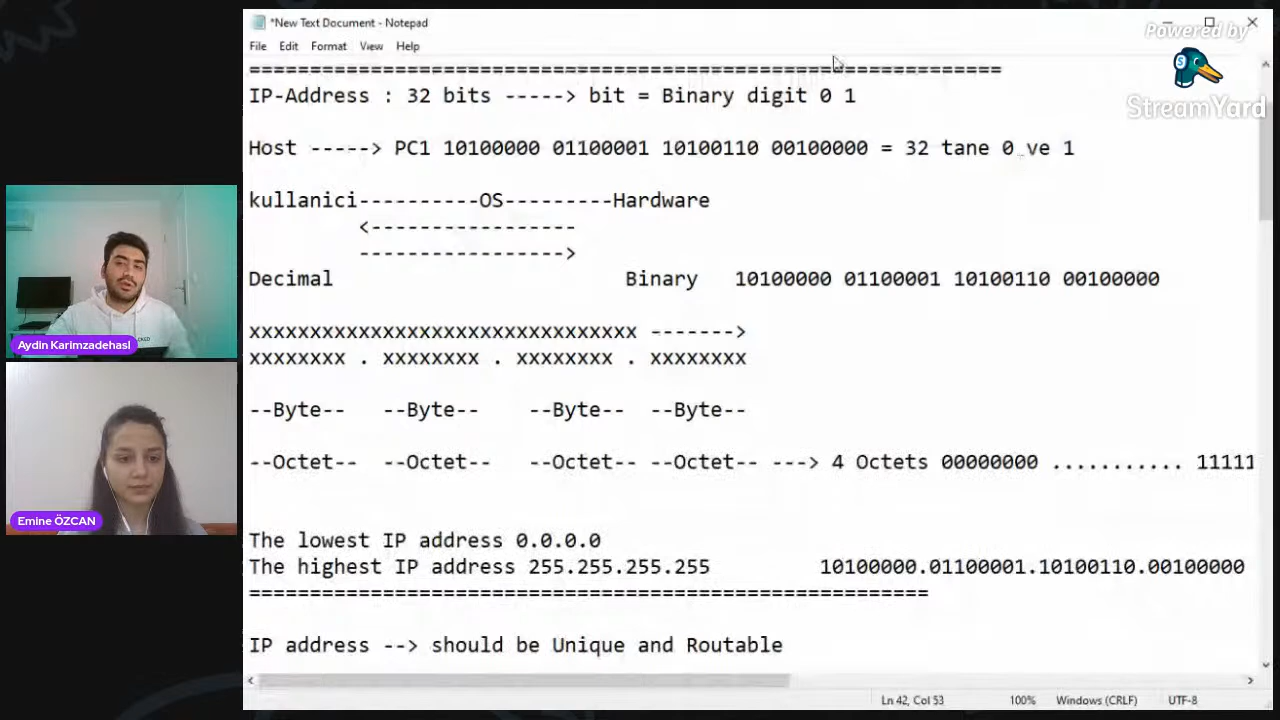 *New Text Document - Notepad
File Edit Format View Help
Powered by
StreamYard
=============================================================
IP-Address : 32 bits -----> bit = Binary digit 0 1
Host -----> PC1 10100000 01100001 10100110 00100000 = 32 tane 0 ve 1
kullanici----------OS---------Hardware
<-----------------
----------------->
Decimal Binary 10100000 01100001 10100110 00100000
xxxxxxxxxxxxxxxxxxxxxxxxxxxxxxxx ------->
xxxxxxxx . xxxxxxxx . xxxxxxxx . xxxxxxxx
--Byte-- --Byte-- --Byte-- --Byte--
--Octet-- --Octet-- --Octet-- --Octet-- ---> 4 Octets 00000000 ........... 11111
The lowest IP address 0.0.0.0
The highest IP address 255.255.255.255 10100000.01100001.10100110.00100000
========================================================
IP address --> should be Unique and Routable
Ln 42, Col 53 100% Windows (CRLF) UTF-8
Aydin Karimzadehasl
Emine ÖZCAN